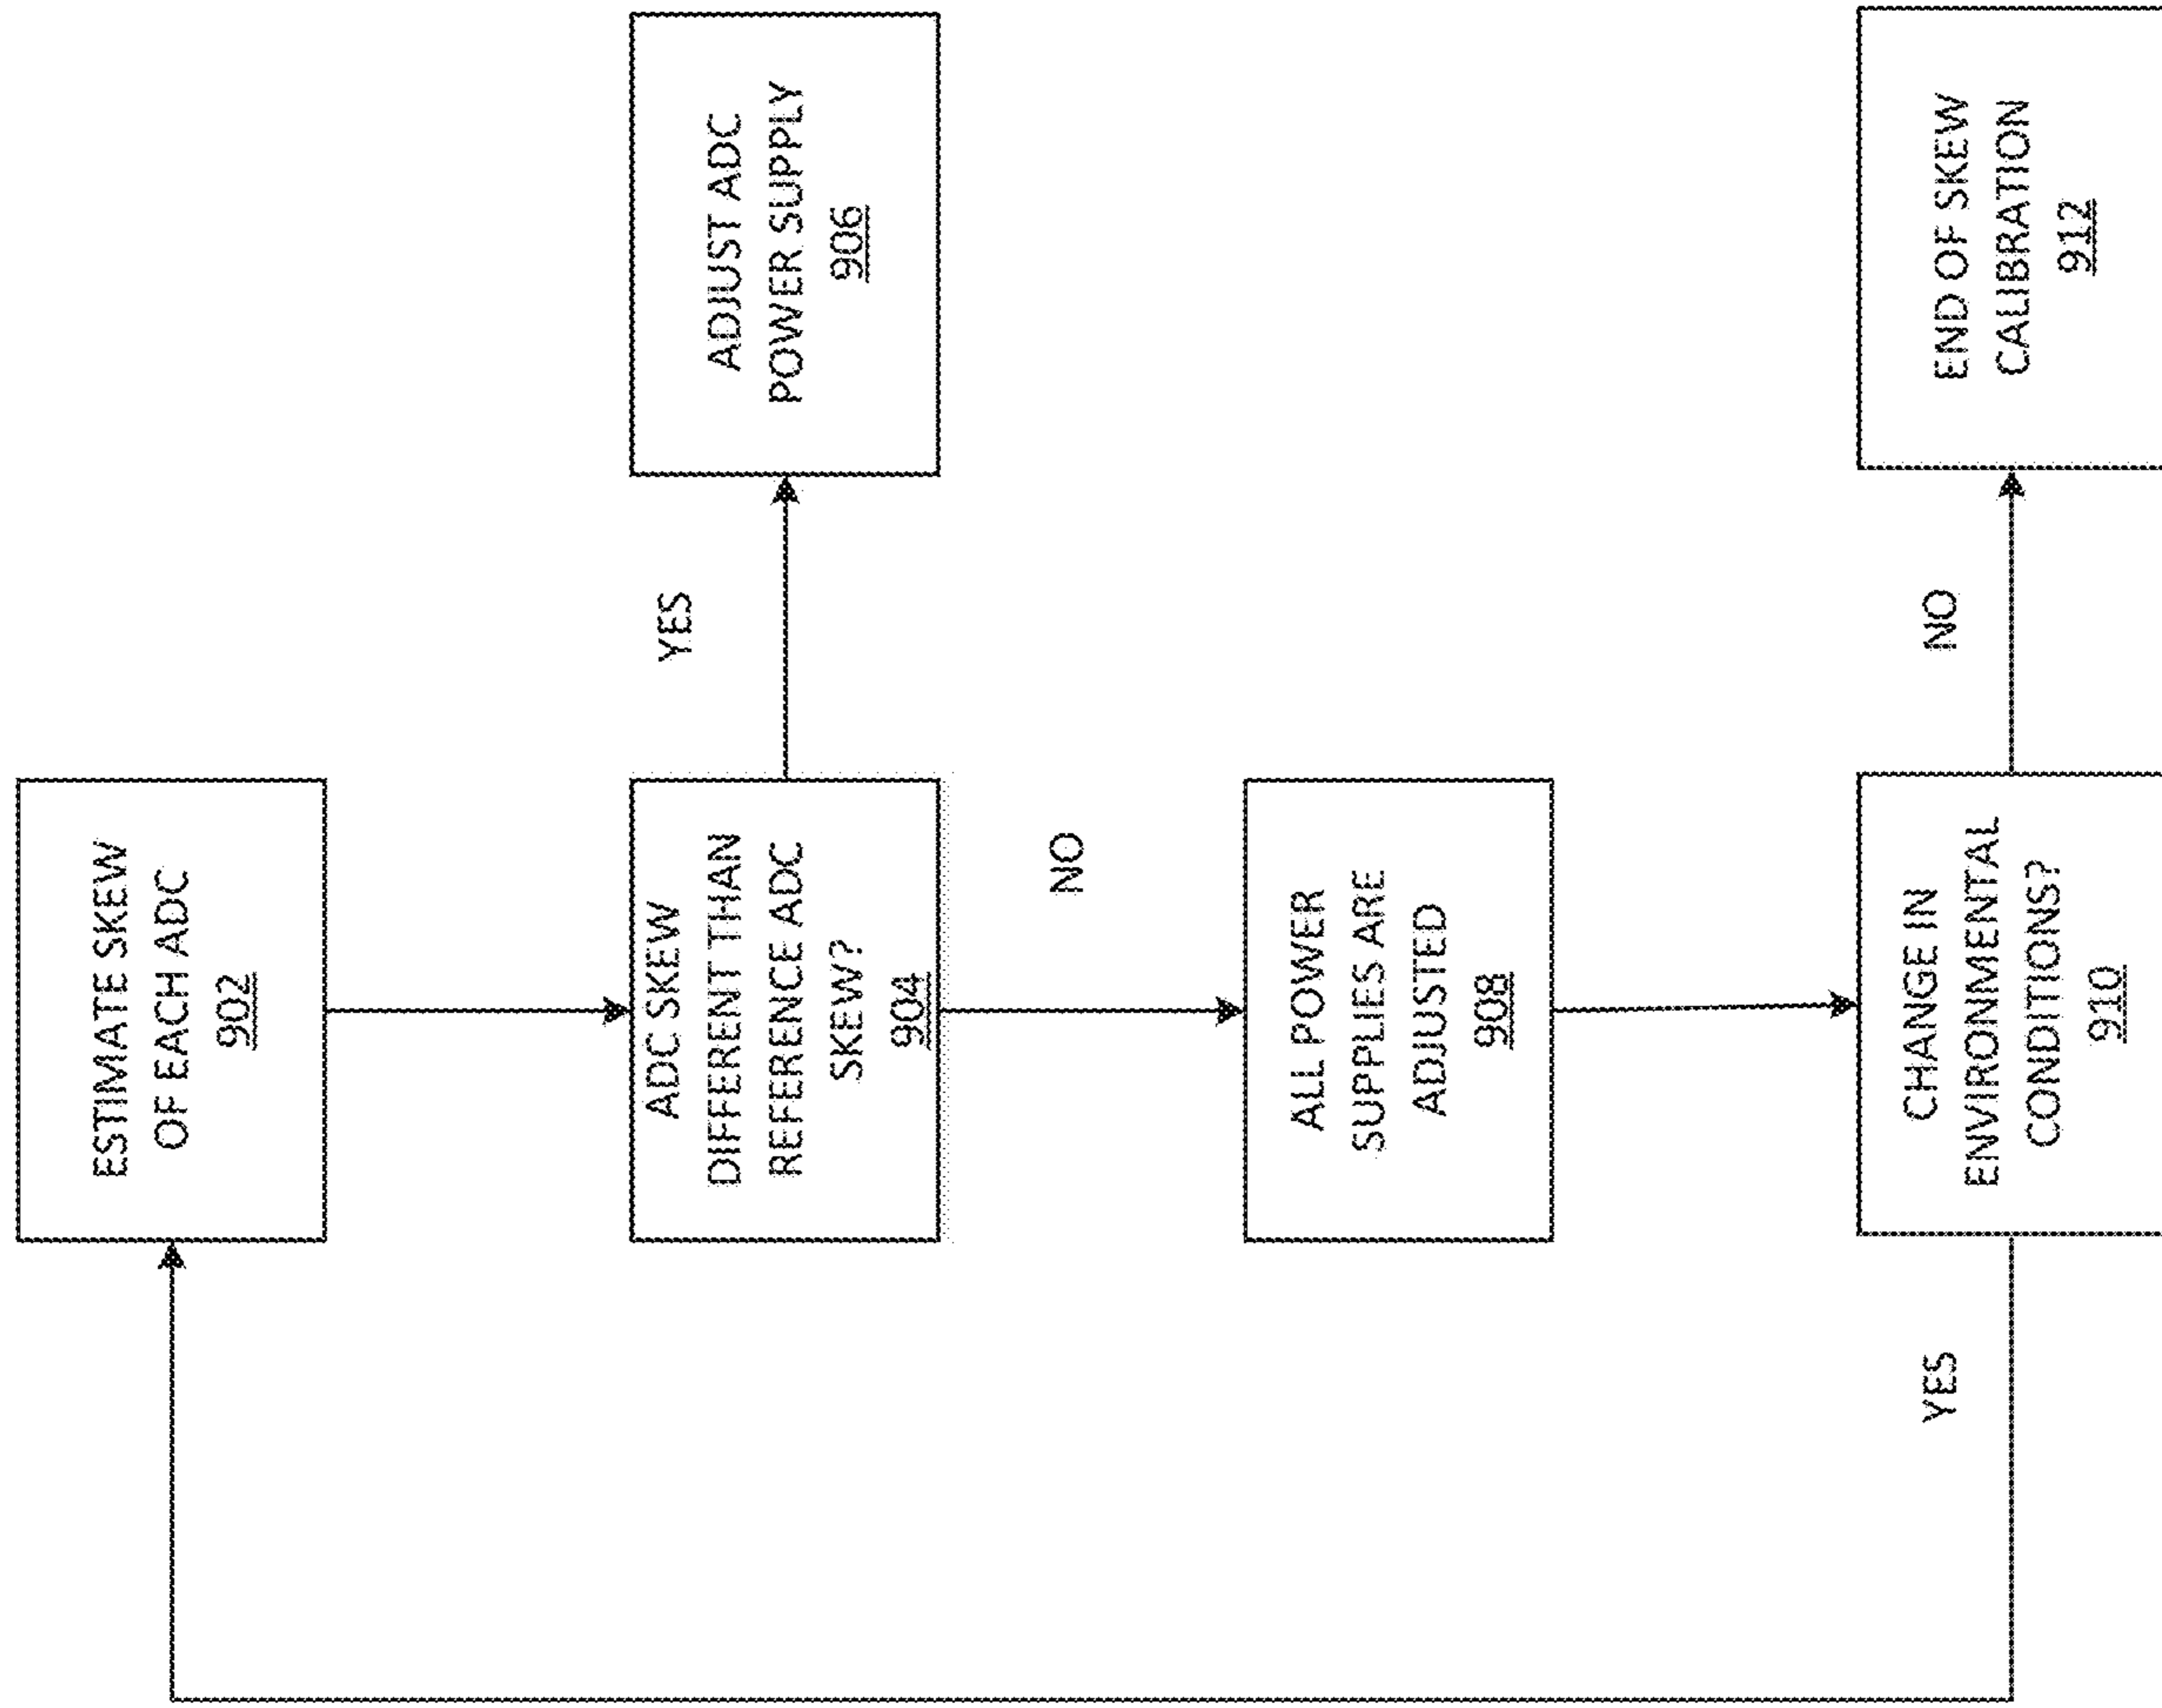 ESTIMATE SKEW
OF EACH ADC
902
ADC SKEW
DIFFERENT THAN
REFERENCE ADC
SKEW?
904
YES
ADJUST ADC
POWER SUPPLY
906
NO
ALL POWER
SUPPLIES ARE
ADJUSTED
908
CHANGE IN
ENVIRONMENTAL
CONDITIONS?
910
YES
NO
END OF SKEW
CALIBRATION
912